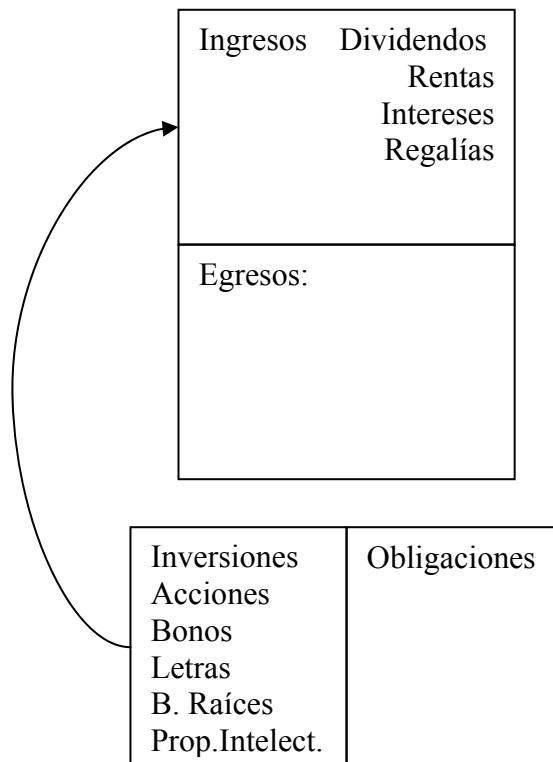 Ingresos Dividendos
Rentas
Intereses
Regalías
Egresos:
Inversiones
Acciones
Bonos
Letras
B. Raíces
Prop.Intelect.
Obligaciones